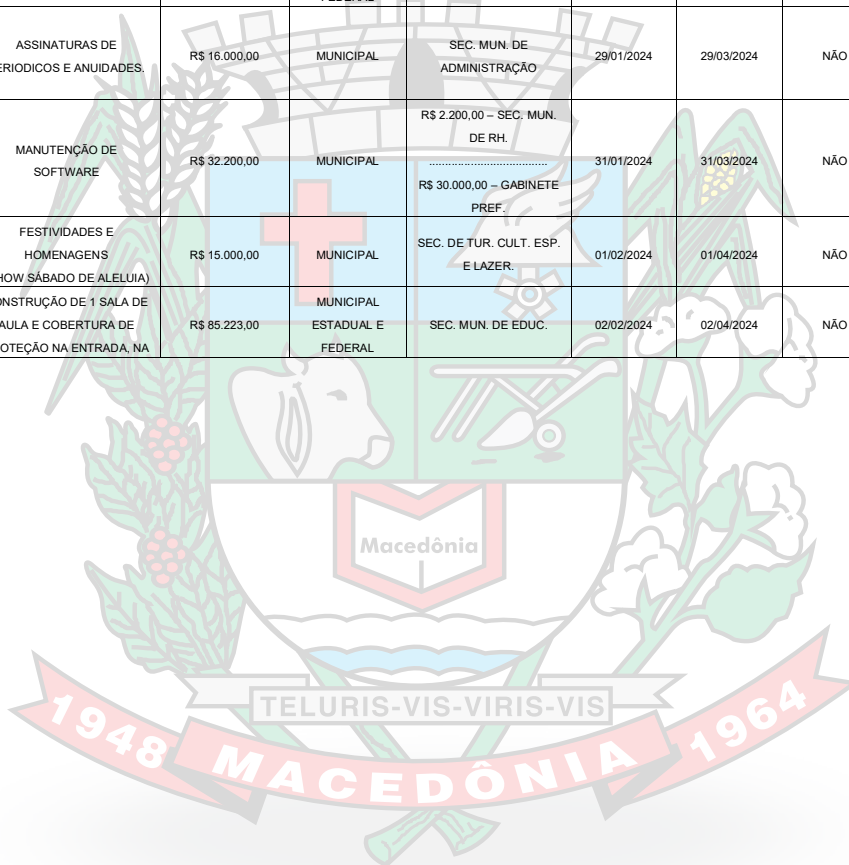 FEDERAL
ASSINATURAS DE
ERIODICOS E ANUIDADES.
R$ 16.000,00
MUNICIPAL
SEC. MUN. DE
ADMINISTRAÇÃO
29/01/2024
29/03/2024
NÃO
MANUTENÇÃO DE
SOFTWARE
R$ 32.200,00
MUNICIPAL
R$ 2.200,00 – SEC. MUN.
DE RH.
.....................................
R$ 30.000,00 – GABINETE
PREF.
31/01/2024
31/03/2024
NÃO
FESTIVIDADES E
HOMENAGENS
HOW SÁBADO DE ALELUIA)
R$ 15.000,00
MUNICIPAL
SEC. DE TUR. CULT. ESP.
E LAZER.
01/02/2024
01/04/2024
NÃO
ONSTRUÇÃO DE 1 SALA DE
AULA E COBERTURA DE
OTEÇÃO NA ENTRADA, NA
R$ 85.223,00
MUNICIPAL
ESTADUAL E
FEDERAL
SEC. MUN. DE EDUC.
02/02/2024
02/04/2024
NÃO
Macedônia
TELURIS-VIS-VIRIS-VIS
1948 MACEDÔNIA 1964